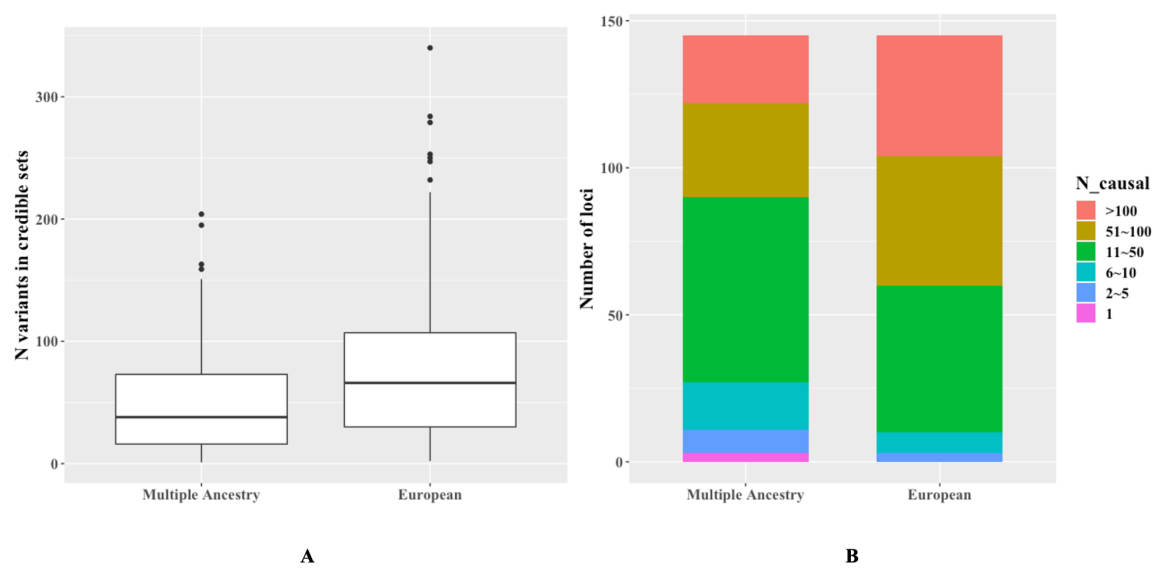 N variants in credible sets
300
200
100
0
Multiple Ancestry
European
A
Number of loci
150
100
50
0
Multiple Ancestry
European
N_causal
>100
51~100
11~50
6~10
2~5
1
B